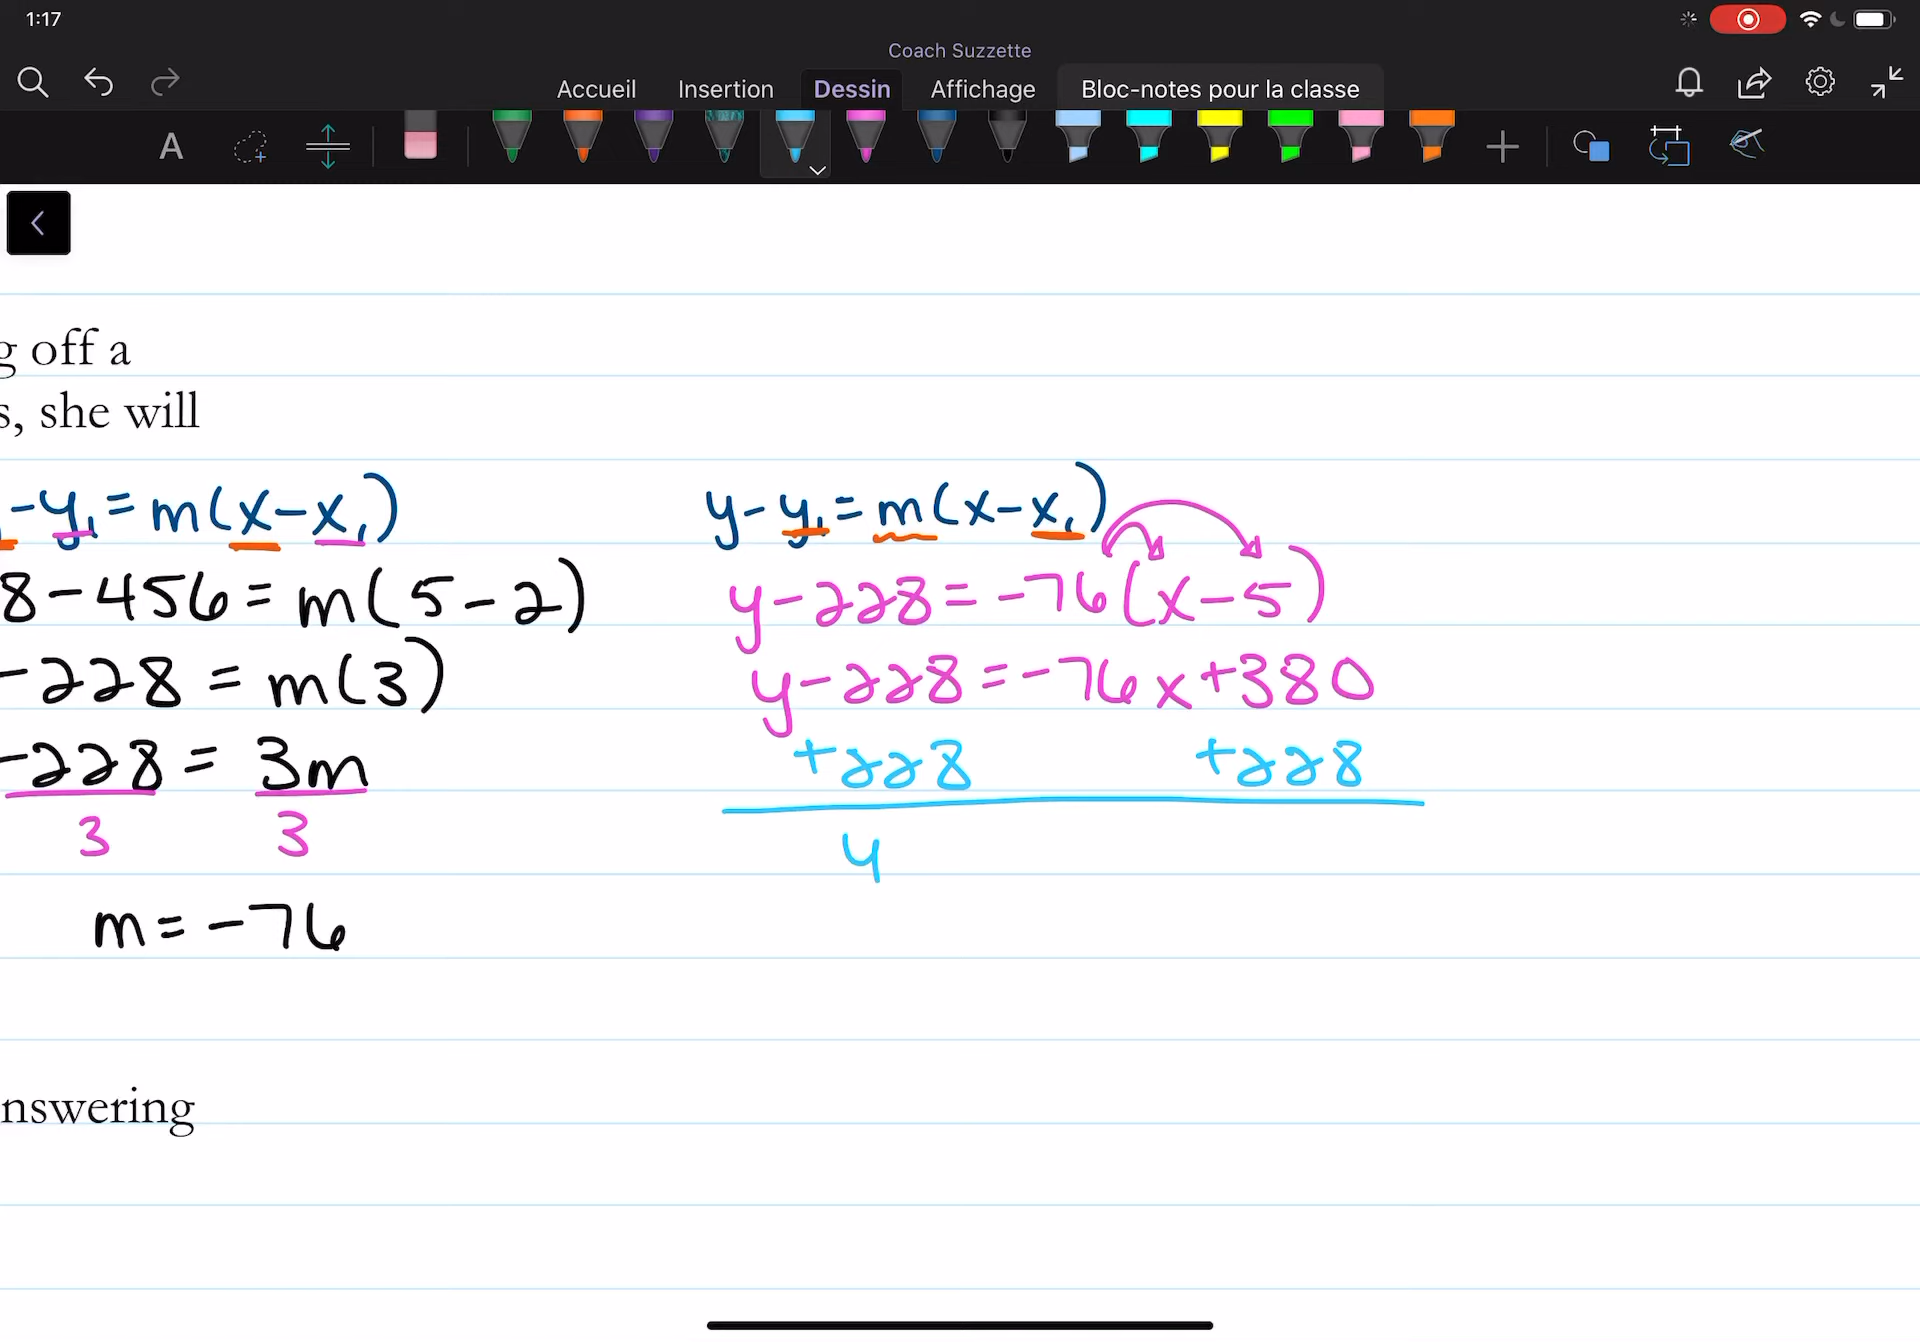 1:17
Coach Suzzette
Accueil Insertion Dessin Affichage Bloc-notes pour la classe
A
g off a
s, she will
-y₁=m(x-x₁)
8-456=m(5-2)
-228=m(3)
-228=3m
3 3
m=-76
y-y₁=m(x-x₁)
y-228=-76(x-5)
y-228=-76x+380
+228 +228
y
nswering